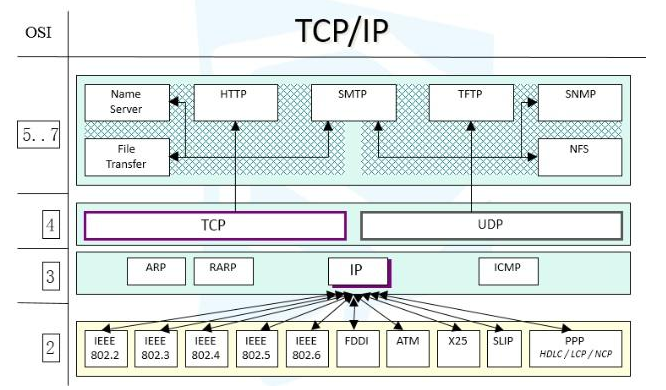 OSI
TCP/IP
5..7
Name
Server
HTTP
SMTP
TFTP
SNMP
File
Transfer
NFS
4
TCP
UDP
3
ARP
RARP
IP
ICMP
2
IEEE
802.2
IEEE
802.3
IEEE
802.4
IEEE
802.5
IEEE
802.6
FDDI
ATM
X25
SLIP
PPP
HDLC / LCP / NCP